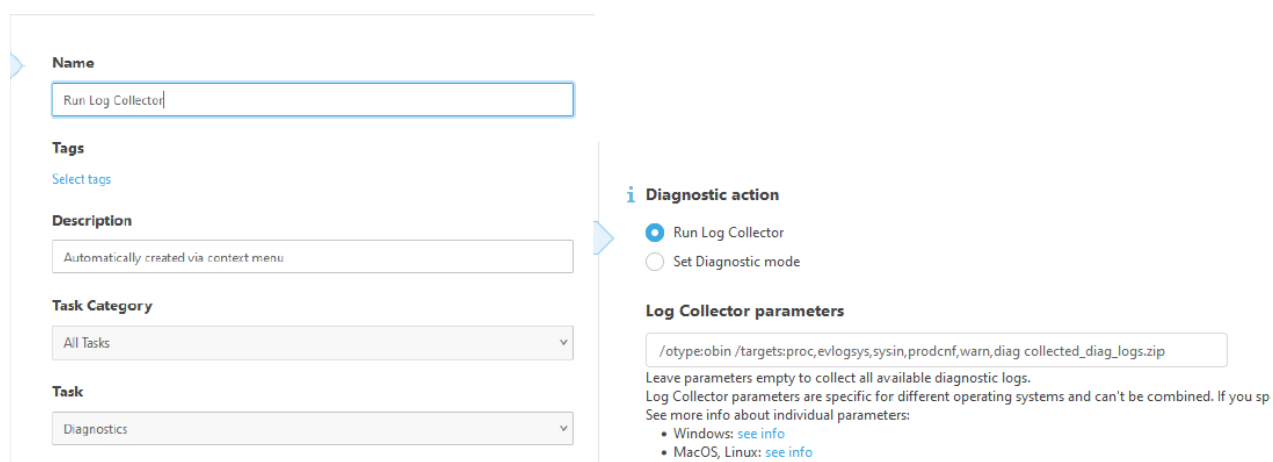 Name
Run Log Collector
Tags
Select tags
Description
Automatically created via context menu
Task Category
All Tasks
Task
Diagnostics
Diagnostic action
Run Log Collector
Set Diagnostic mode
Log Collector parameters
/otype:obin /targets:proc,evlogsys,sysin,prodcnf,warn,diag collected_diag_logs.zip
Leave parameters empty to collect all available diagnostic logs.
Log Collector parameters are specific for different operating systems and can't be combined. If you sp
See more info about individual parameters:
• Windows: see info
• MacOS, Linux: see info